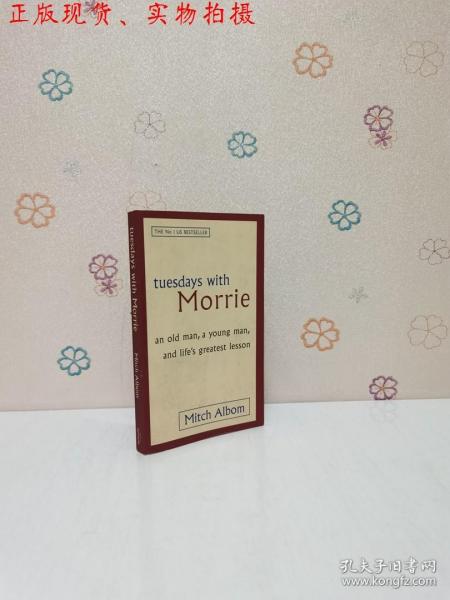 正版现货、实物拍摄
THE No 1 US BESTSELLER
tuesdays with
Morrie
an old man, a young man,
and life's greatest lesson
Mitch Albom
tuesdays with Morrie
Mitch Albom
孔夫子旧书网
www.kongfz.com